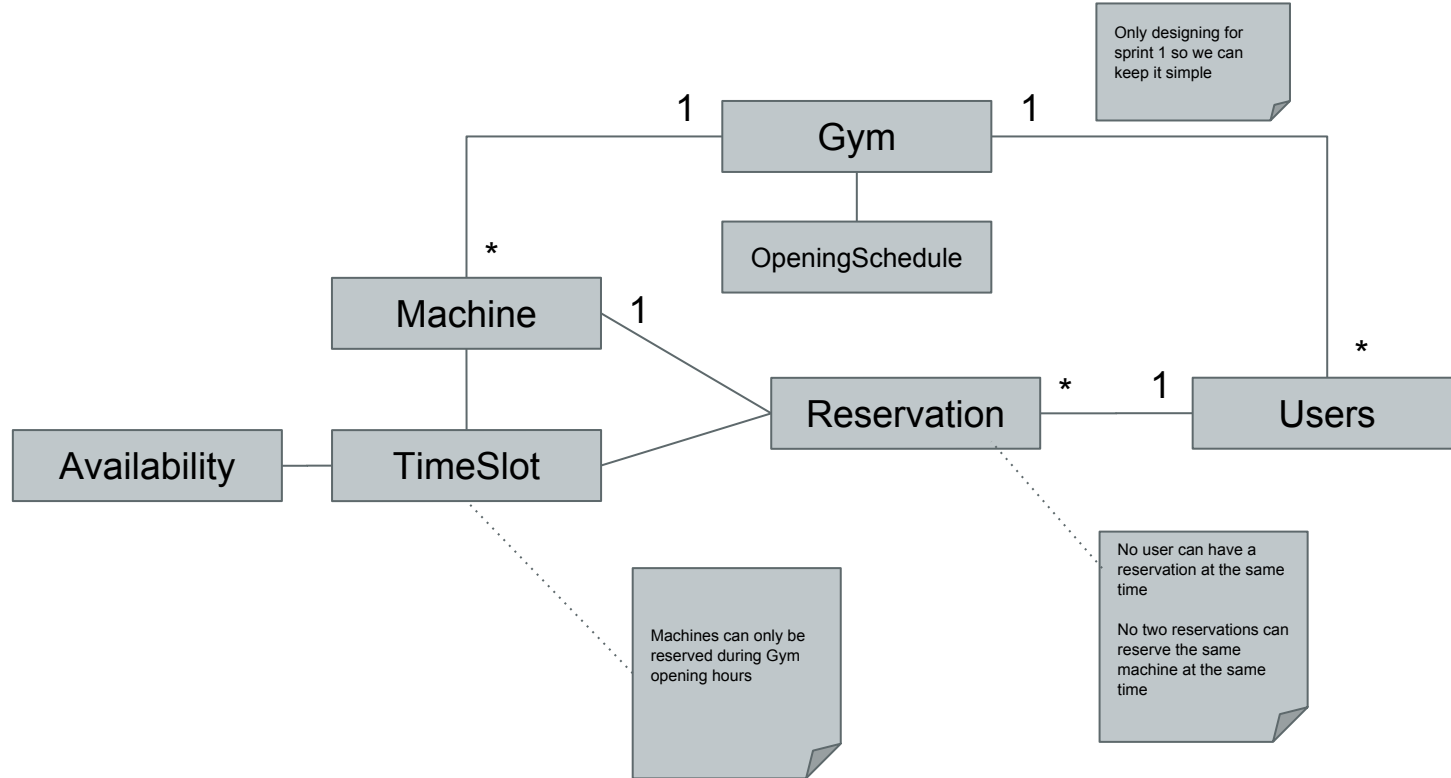 Only designing for
sprint 1 so we can
keep it simple
1
1
Gym
OpeningSchedule
*
Machine
1
*
Reservation
*
1
Users
Availability
TimeSlot
No user can have a
reservation at the same
time
No two reservations can
reserve the same
machine at the same
time
Machines can only be
reserved during Gym
opening hours